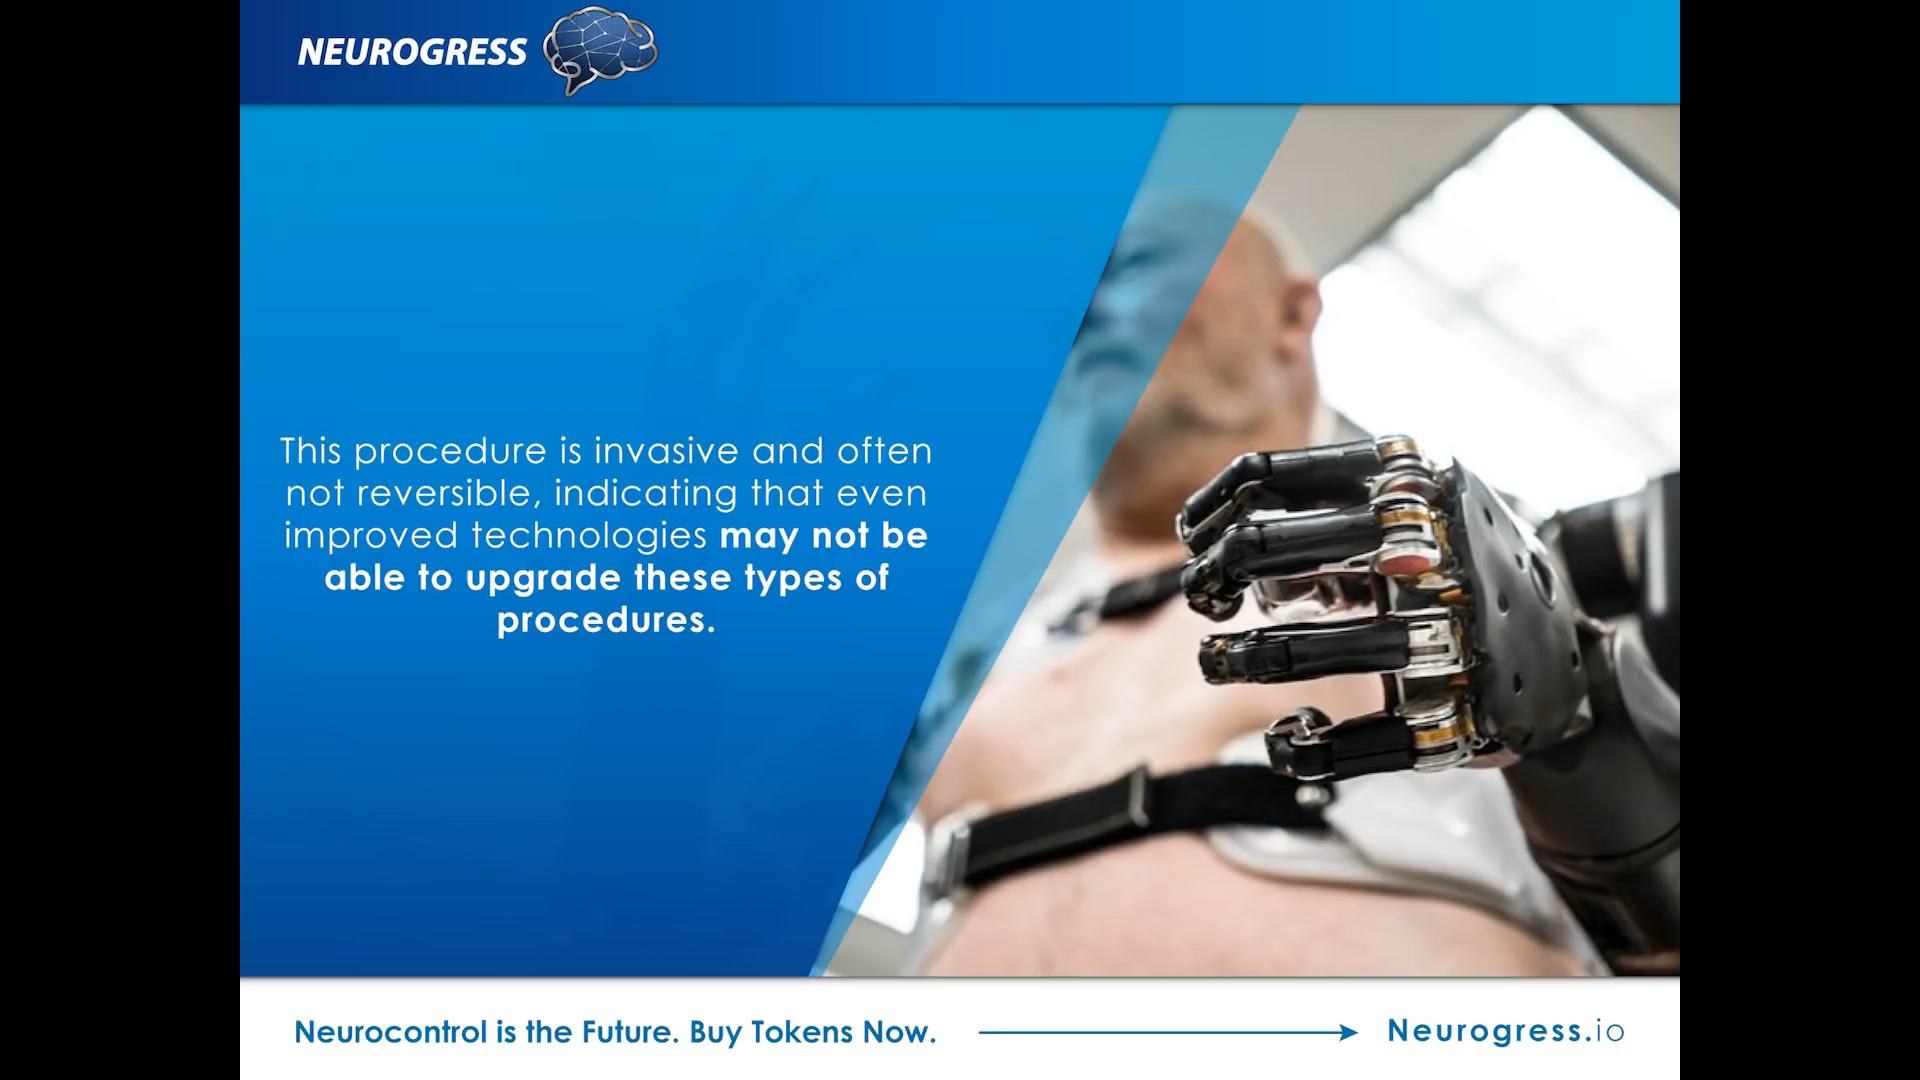 NEUROGRESS
This procedure is invasive and often
not reversible, indicating that even
improved technologies may not be
able to upgrade these types of
procedures.
Neurocontrol is the Future. Buy Tokens Now.
Neurogress.io